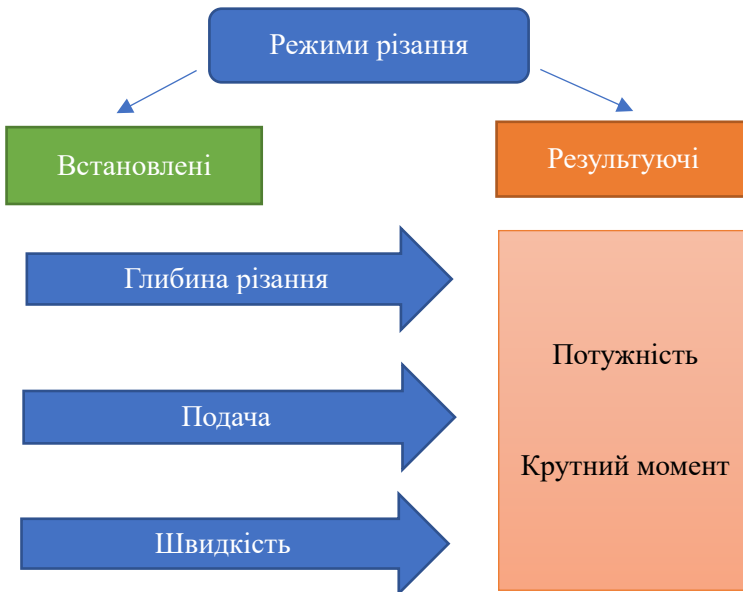 Режими різання
Встановлені
Результуючі
Глибина різання
Подача
Швидкість
Потужність
Крутний момент